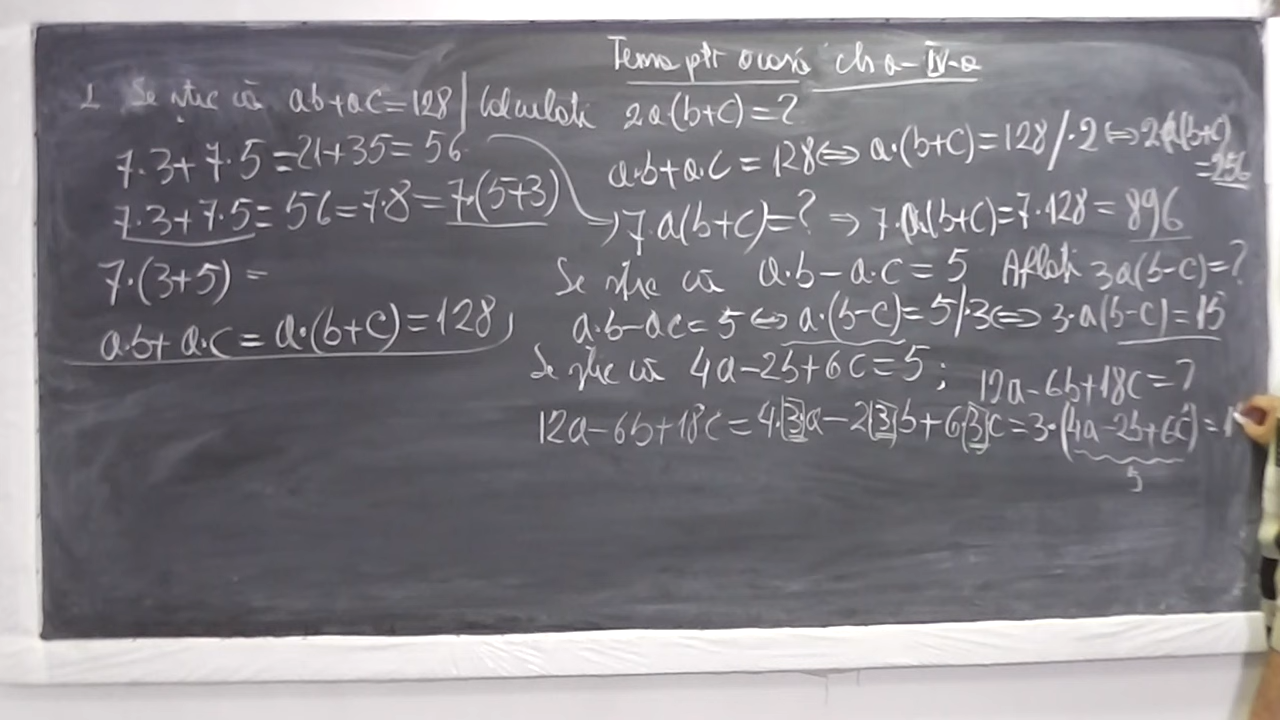 Tema ptr acasă cls a-IV-a
1. Se știe că ab+ac=128 | Calculați 2a(b+c)=?
7·3+7·5=21+35=56
7·3+7·5=56=7·8=7·(5+3)
7·(3+5)=
a·b+a·c=a·(b+c)=128
a·b+a·c=128⇔a·(b+c)=128/·2⇔2a(b+c)
=256
7·a(b+c)=?⇒7·a(b+c)=7·128=896
Se știe că a·b-a·c=5 Aflați 3a(b-c)=?
a·b-ac=5⇔a·(b-c)=5/·3⇔3·a(b-c)=15
Se știe că 4a-2b+6c=5; 12a-6b+18c=?
12a-6b+18c=4·3a-2·3b+6·3c=3·(4a-2b+6c)=1
5